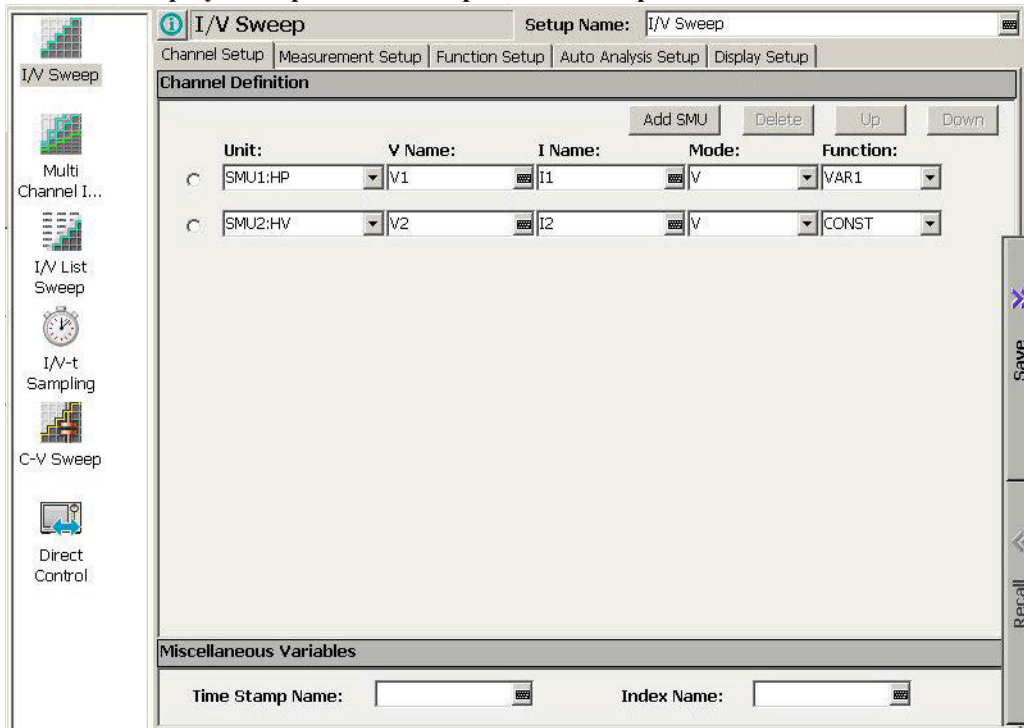 I/V Sweep
Setup Name:
I/V Sweep
Channel Setup
Measurement Setup
Function Setup
Auto Analysis Setup
Display Setup
Channel Definition
Add SMU
Delete
Up
Down
Unit:
V Name:
I Name:
Mode:
Function:
SMU1:HP
V1
I1
V
VAR1
SMU2:HV
V2
I2
V
CONST
Miscellaneous Variables
Time Stamp Name:
Index Name:
I/V Sweep
Multi
Channel I...
I/V List
Sweep
I/V-t
Sampling
C-V Sweep
Direct
Control
Save
Recall